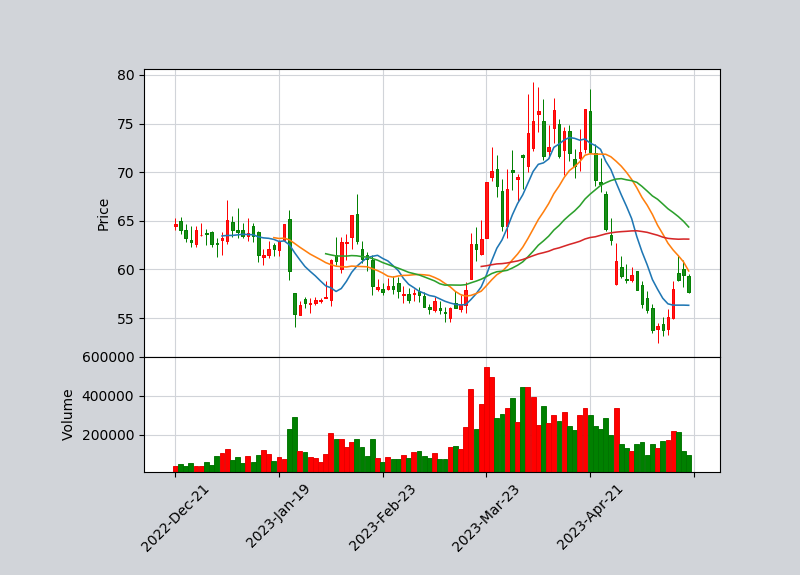 80
75
70
65
60
55
Price
600000
400000
200000
Volume
2022-Dec-21
2023-Jan-19
2023-Feb-23
2023-Mar-23
2023-Apr-21